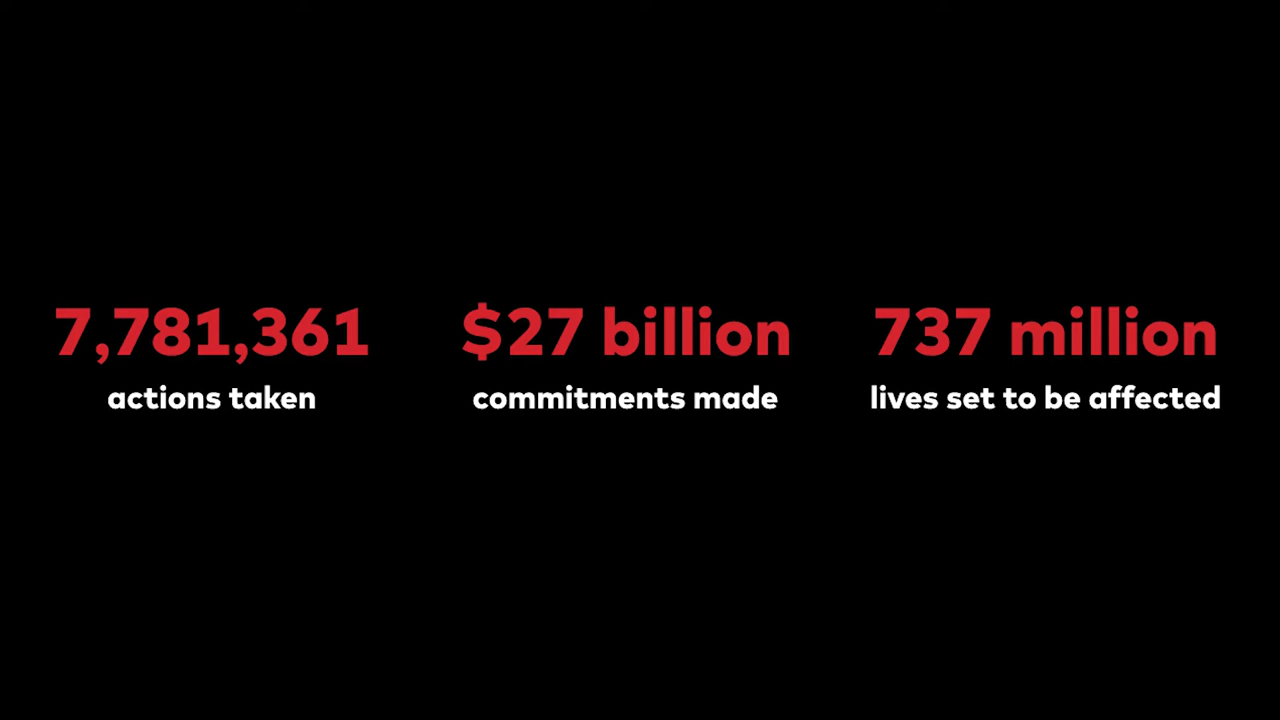 7,781,361 $27 billion 737 million
actions taken commitments made lives set to be affected